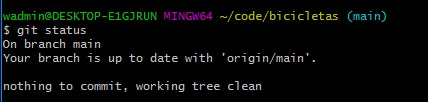 wadmin@DESKTOP-E1GJRUN MINGW64 ~/code/bicicletas (main)
$ git status
On branch main
Your branch is up to date with 'origin/main'.

nothing to commit, working tree clean